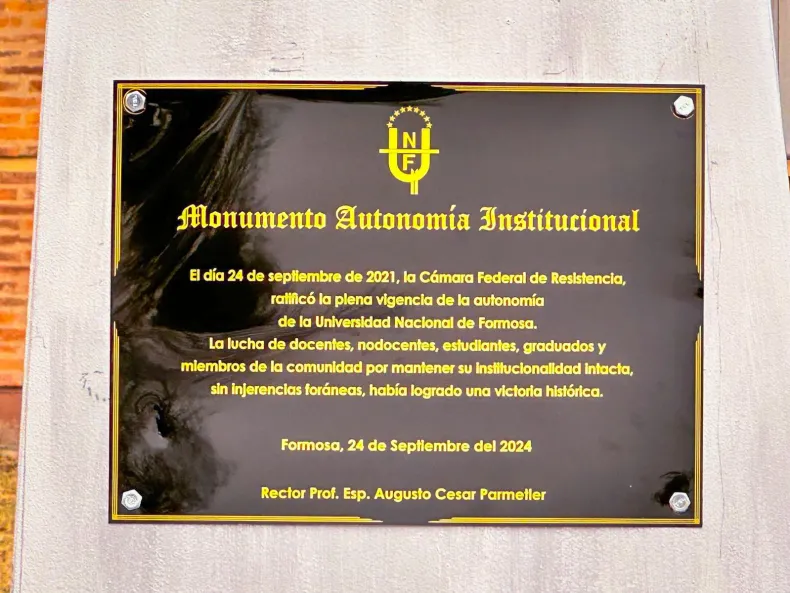 UNF
Monumento Autonomía Institucional
El día 24 de septiembre de 2021, la Cámara Federal de Resistencia,
ratificó la plena vigencia de la autonomía
de la Universidad Nacional de Formosa.
La lucha de docentes, nodocentes, estudiantes, graduados y
miembros de la comunidad por mantener su institucionalidad intacta,
sin injerencias foráneas, había logrado una victoria histórica.
Formosa, 24 de Septiembre del 2024
Rector Prof. Esp. Augusto Cesar Parmetler